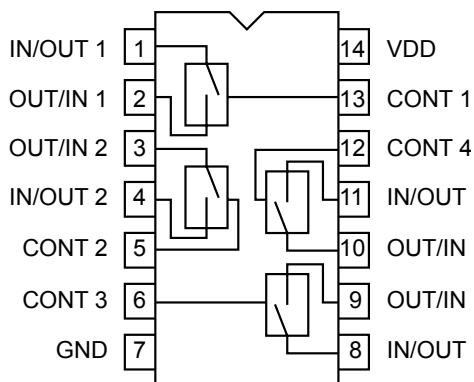 IN/OUT 1 1 14 VDD
OUT/IN 1 2 13 CONT 1
OUT/IN 2 3 12 CONT 4
IN/OUT 2 4 11 IN/OUT
CONT 2 5 10 OUT/IN
CONT 3 6 9 OUT/IN
GND 7 8 IN/OUT